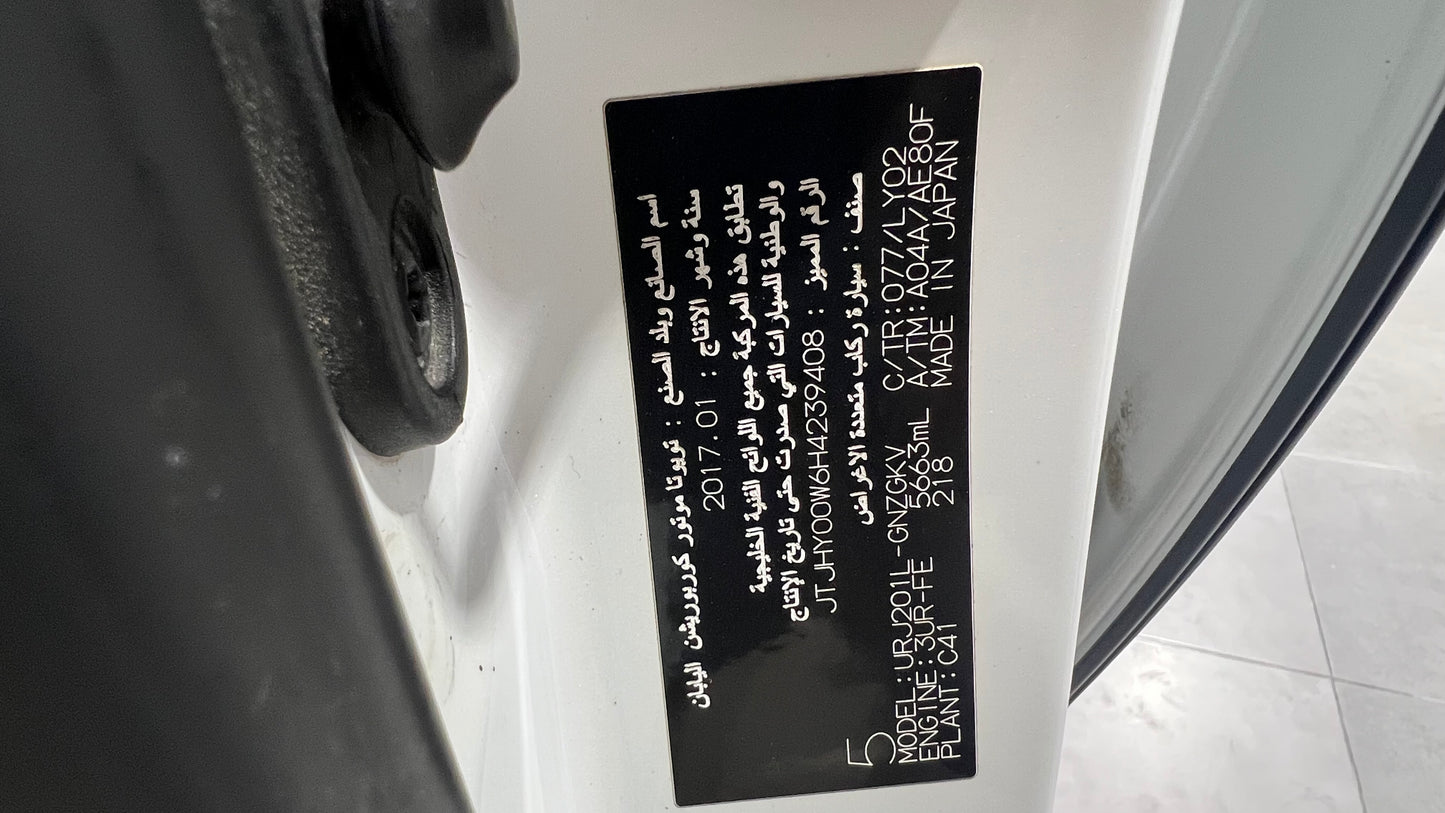 اسم الصانع وبلد الصنع : تويوتا موتور كوربوريشن اليابان
سنة وشهر الانتاج : 2017.01
تطابق هذه المركبة جميع اللوائح الفنية الخليجية
والوطنية للسيارات التي صدرت حتى تاريخ الإنتاج
الرقم المميز : JTJHY00W6H4239408
صنف : سيارة ركاب متعددة الاغراض
5
MODEL:URJ201L-GNZGKV C/TR:077/LY02
ENGINE:3UR-FE 5663mL A/TM:A04A/AE80F
PLANT:C41 218 MADE IN JAPAN